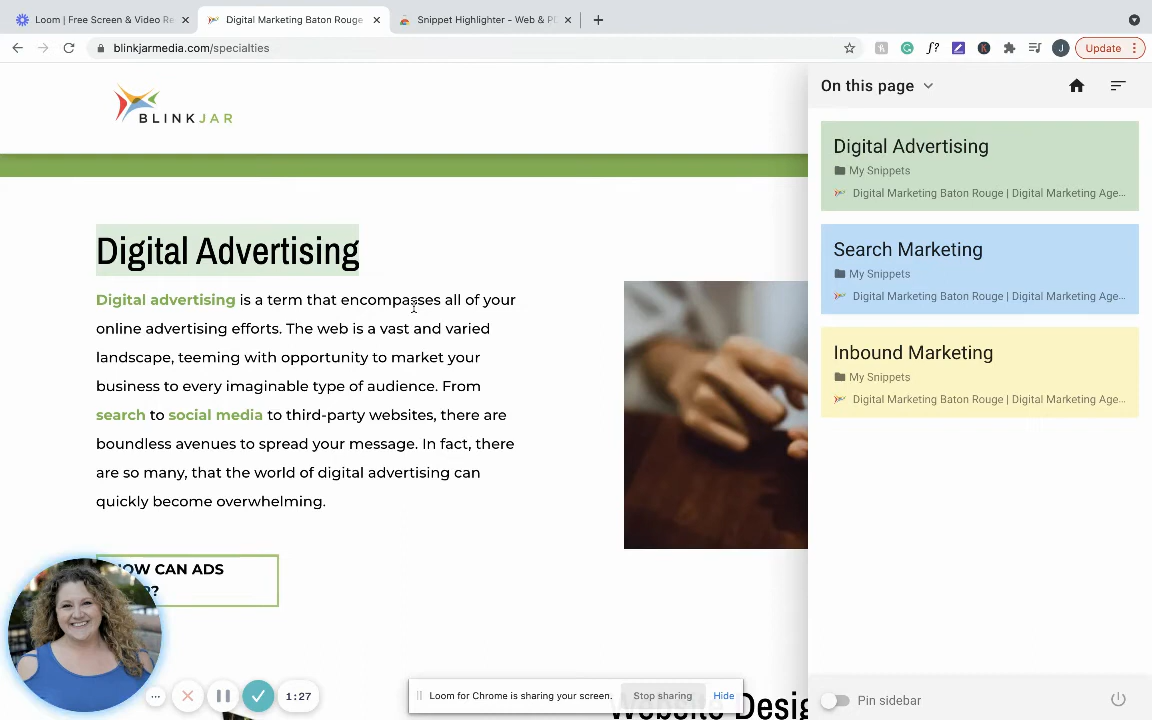 Loom | Free Screen & Video Re
Digital Marketing Baton Rouge
Snippet Highlighter - Web & P
blinkjarmedia.com/specialties
Update
BLINKJAR
Digital Advertising
Digital advertising is a term that encompasses all of your
online advertising efforts. The web is a vast and varied
landscape, teeming with opportunity to market your
business to every imaginable type of audience. From
search to social media to third-party websites, there are
boundless avenues to spread your message. In fact, there
are so many, that the world of digital advertising can
quickly become overwhelming.
HOW CAN ADS
Website Desig
1:27
Loom for Chrome is sharing your screen.
Stop sharing
Hide
On this page
Digital Advertising
My Snippets
Digital Marketing Baton Rouge | Digital Marketing Age...
Search Marketing
My Snippets
Digital Marketing Baton Rouge | Digital Marketing Age...
Inbound Marketing
My Snippets
Digital Marketing Baton Rouge | Digital Marketing Age...
Pin sidebar